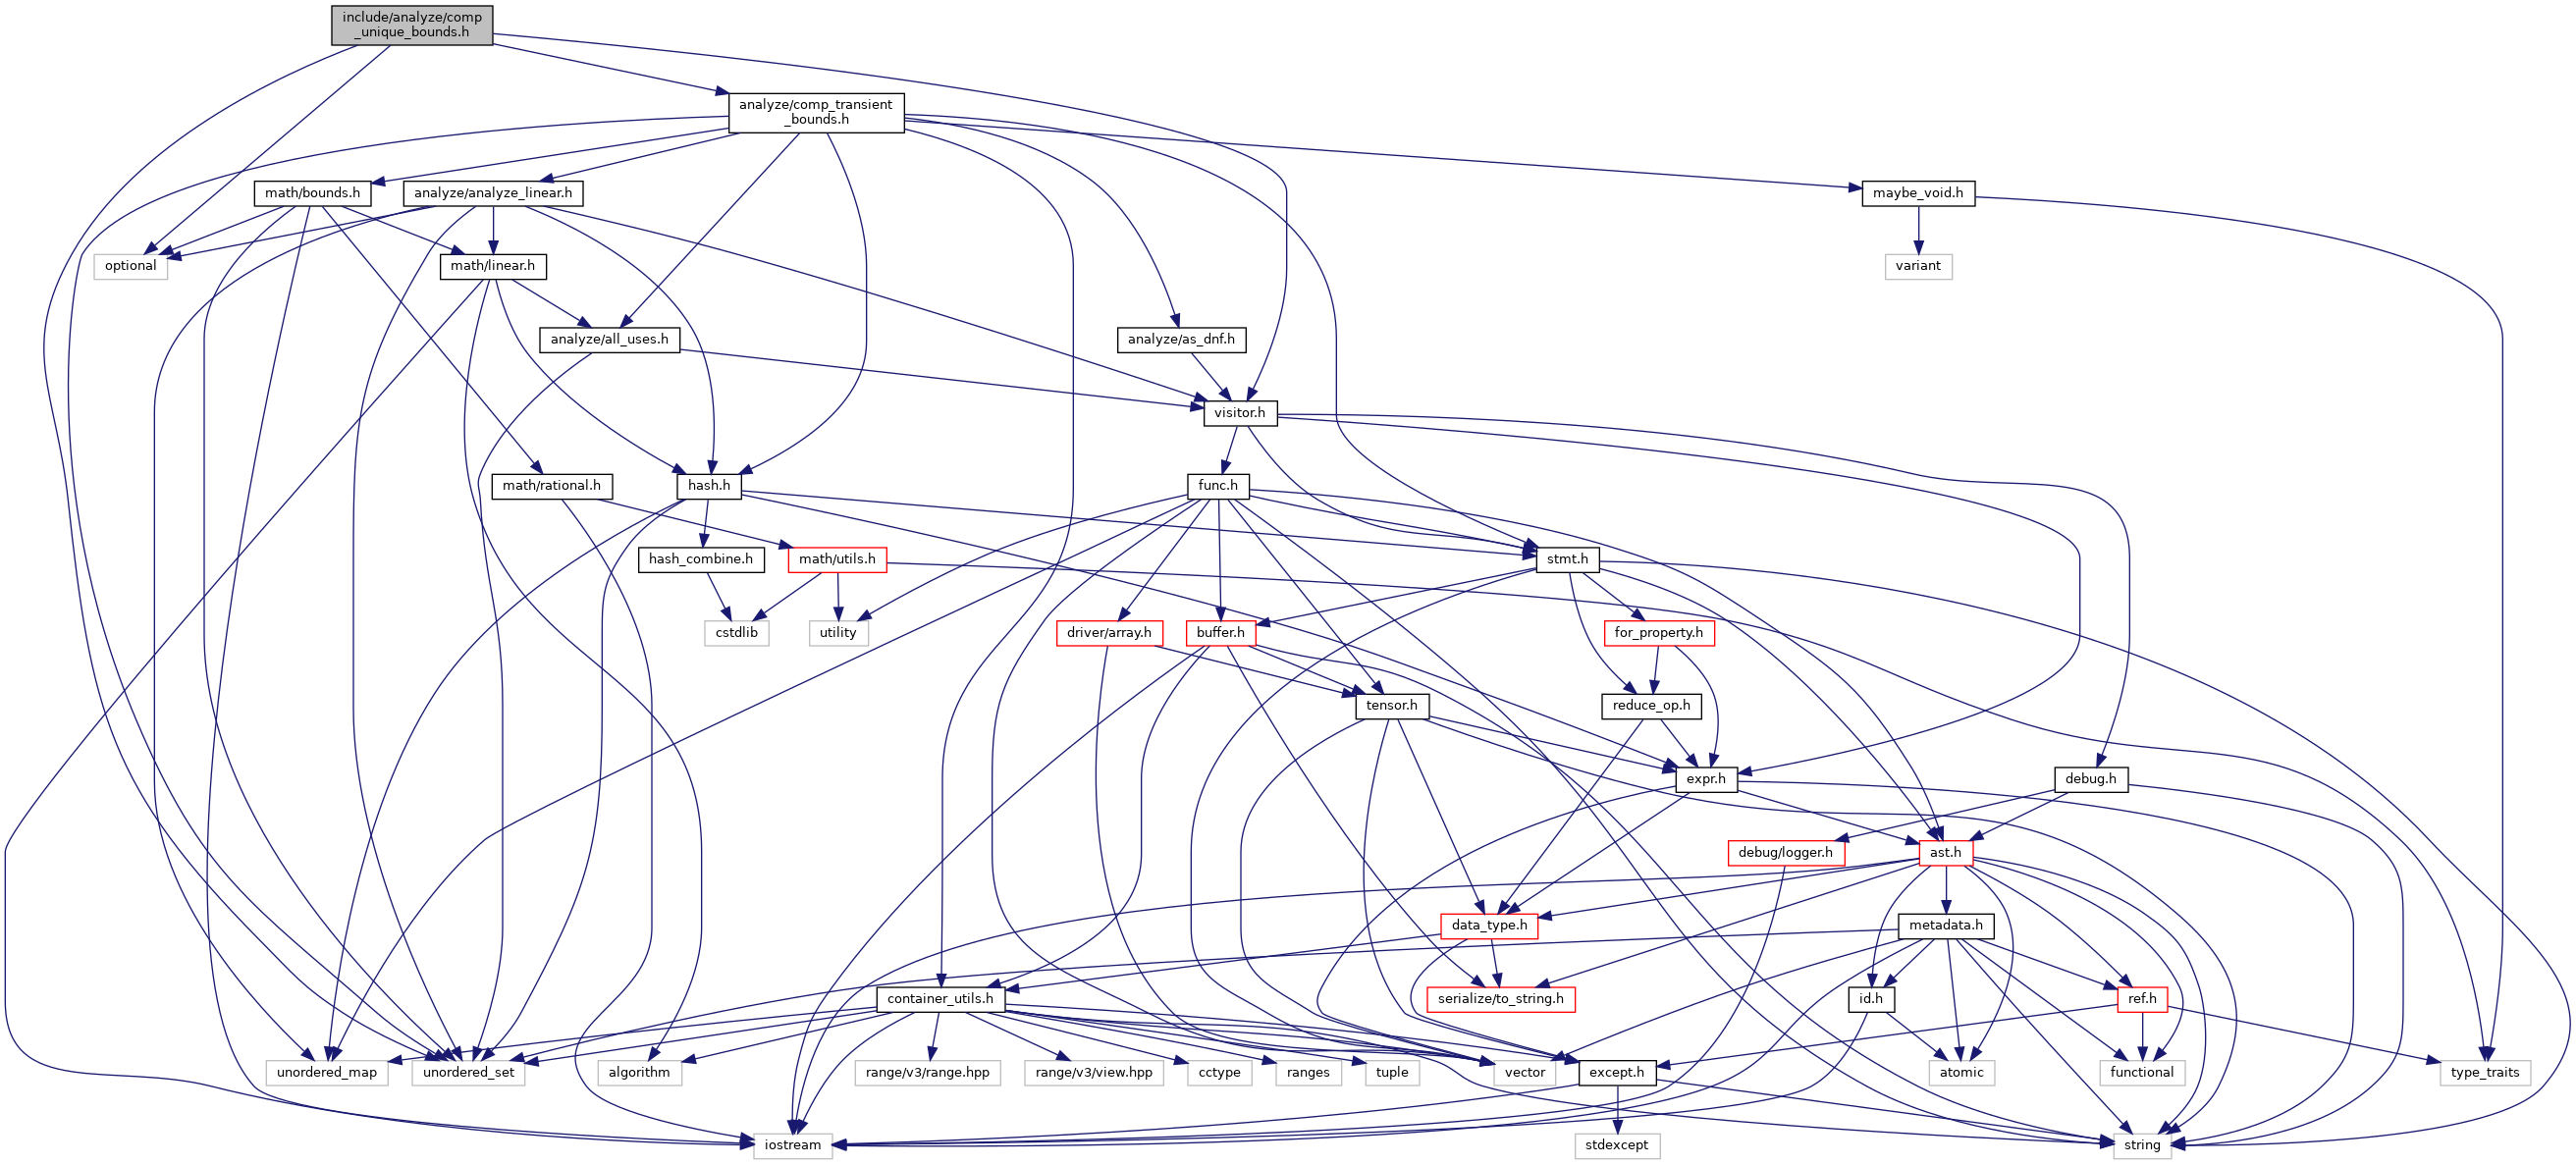 include/analyze/comp
_unique_bounds.h
analyze/comp_transient
_bounds.h
math/bounds.h
analyze/analyze_linear.h
maybe_void.h
optional
math/linear.h
variant
analyze/all_uses.h
analyze/as_dnf.h
visitor.h
math/rational.h
hash.h
func.h
hash_combine.h
math/utils.h
stmt.h
cstdlib
utility
driver/array.h
buffer.h
for_property.h
tensor.h
reduce_op.h
expr.h
debug.h
debug/logger.h
ast.h
data_type.h
metadata.h
container_utils.h
serialize/to_string.h
id.h
ref.h
unordered_map
unordered_set
algorithm
range/v3/range.hpp
range/v3/view.hpp
cctype
ranges
tuple
vector
except.h
atomic
functional
type_traits
iostream
stdexcept
string